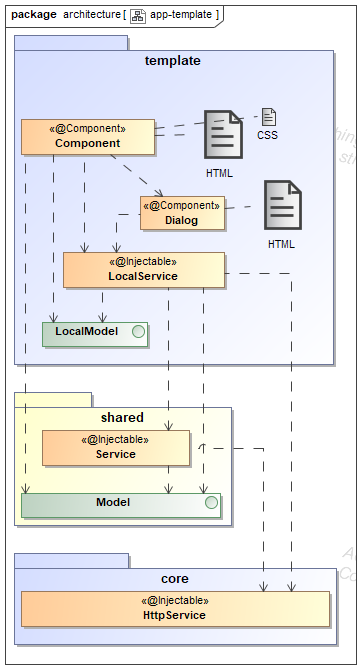 package architecture [ app-template ]
template
«@Component»
Component
CSS
HTML
«@Component»
Dialog
HTML
«@Injectable»
LocalService
LocalModel
shared
«@Injectable»
Service
Model
core
«@Injectable»
HttpService